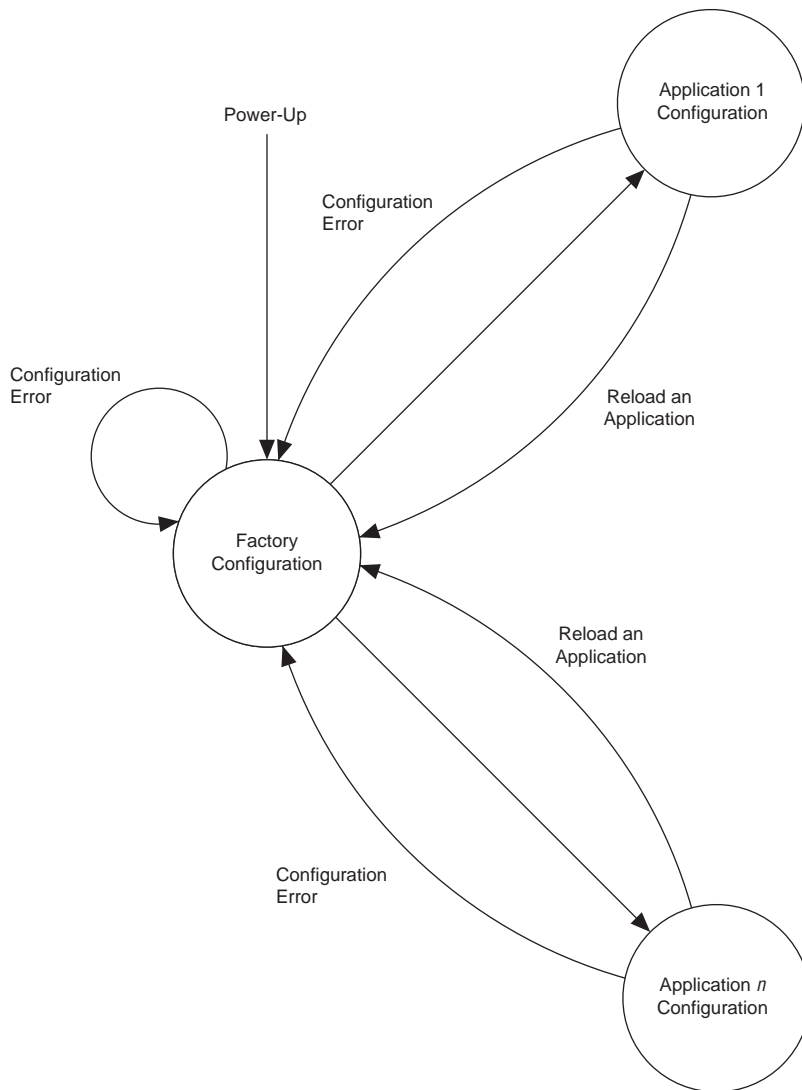 Application 1
Configuration
Power-Up
Configuration
Error
Configuration
Error
Reload an
Application
Factory
Configuration
Reload an
Application
Configuration
Error
Application n
Configuration